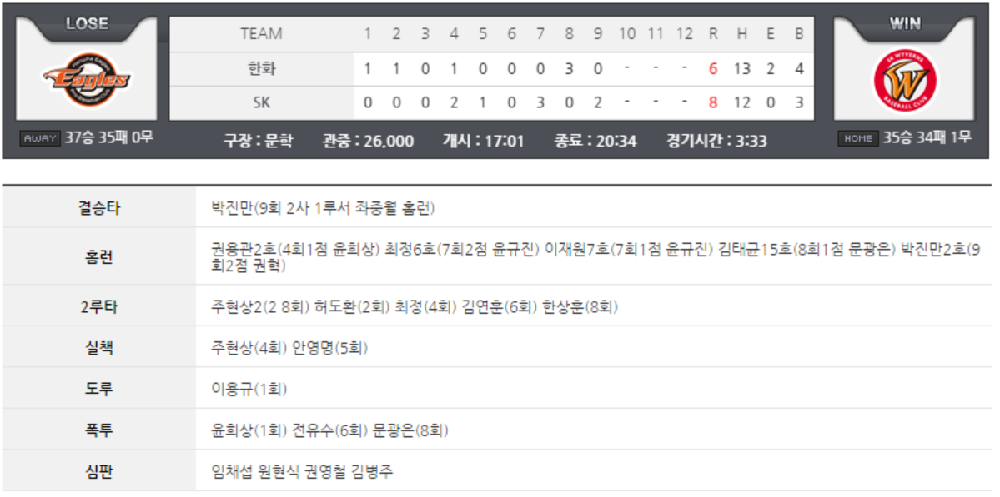 LOSE
WIN
TEAM 1 2 3 4 5 6 7 8 9 10 11 12 R H E B
한화 1 1 0 1 0 0 0 3 0 - - - 6 13 2 4
SK 0 0 0 2 1 0 3 0 2 - - - 8 12 0 3
Eagles
SK WYVERNS
W
BASEBALL CLUB
AWAY 37승 35패 0무
구장 : 문학 관중 : 26,000 개시 : 17:01 종료 : 20:34 경기시간 : 3:33
HOME 35승 34패 1무
결승타 박진만(9회 2사 1루서 좌중월 홈런)
홈런 권용관2호(4회1점 윤희상) 최정6호(7회2점 윤규진) 이재원7호(7회1점 윤규진) 김태균15호(8회1점 문광은) 박진만2호(9
회2점 권혁)
2루타 주현상2(2 8회) 허도환(2회) 최정(4회) 김연훈(6회) 한상훈(8회)
실책 주현상(4회) 안영명(5회)
도루 이용규(1회)
폭투 윤희상(1회) 전유수(6회) 문광은(8회)
심판 임채섭 원현식 권영철 김병주